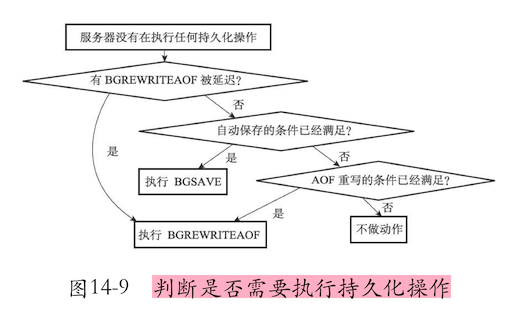 服务器没有在执行任何持久化操作
有 BGREWRITEAOF 被延迟?
否
自动保存的条件已经满足?
是
是
否
执行 BGSAVE
AOF 重写的条件已经满足?
是
否
执行 BGREWRITEAOF
不做动作
图14-9 判断是否需要执行持久化操作